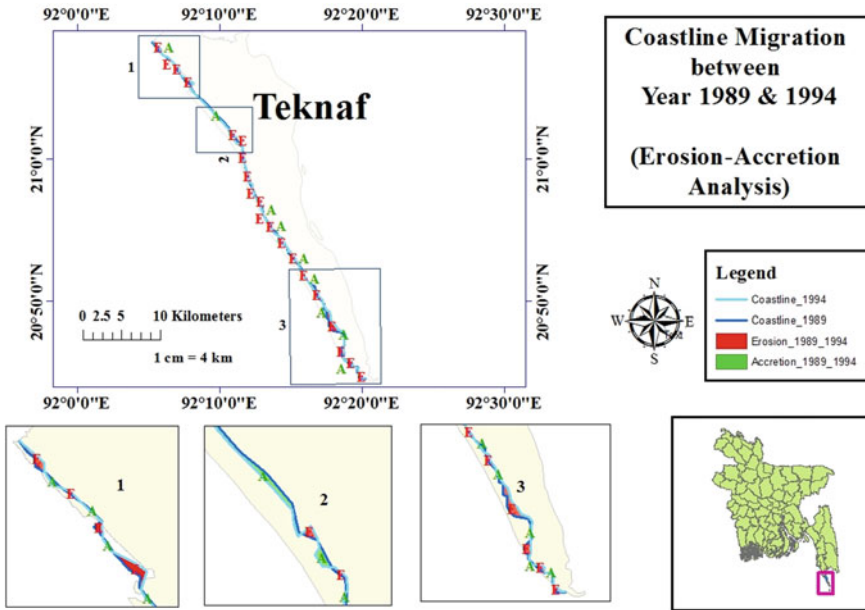 92°0'0"E 92°10'0"E 92°20'0"E 92°30'0"E
Coastline Migration
between
Year 1989 & 1994
(Erosion-Accretion
Analysis)
E A
1
E
E
E
Teknaf
A
E E
2
E
E
E
E
E A
E A
E
E A
E A
E
A
E
A
E
E
A
E
3
21°0'0"N
20°50'0"N
21°0'0"N
20°50'0"N
0 2.5 5 10 Kilometers
1 cm = 4 km
92°0'0"E 92°10'0"E 92°20'0"E 92°30'0"E
N
W E
S
Legend
Coastline_1994
Coastline_1989
Erosion_1989_1994
Accretion_1989_1994
E
A
E
1
A
E
A
A
A
2
E
A
E
A
E
A
E
3
A
E
A
E
A
E
A
E